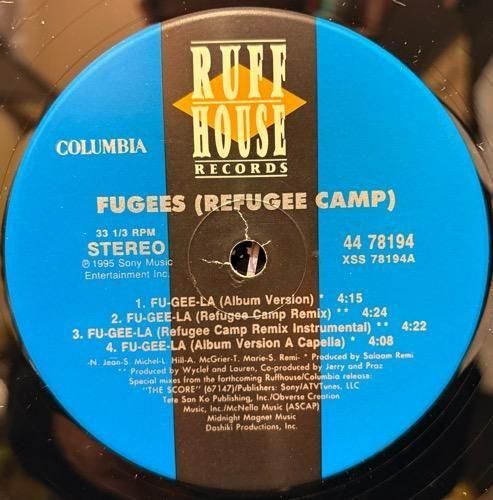 RUFF
HOUSE
RECORDS
COLUMBIA
FUGEES (REFUGEE CAMP)
33 1/3 RPM
STEREO
℗ 1995 Sony Music
Entertainment Inc.
44 78194
XSS 78194A
1. FU-GEE-LA (Album Version) * 4:15
2. FU-GEE-LA (Refugee Camp Remix) ** 4:24
3. FU-GEE-LA (Refugee Camp Remix Instrumental) ** 4:22
4. FU-GEE-LA (Album Version A Capella) * 4:08
-N. Jean-S. Michel-L. Hill-A. McGrier-T. Marie-S. Remi- * Produced by Salaam Remi
** Produced by Wyclef and Lauren, Co-produced by Jerry and Praz
Special mixes from the forthcoming Ruffhouse/Columbia release:
"THE SCORE" (67147)/Publishers: Sony/ATVTunes, LLC
Tete San Ko Publishing, Inc./Obverse Creation
Music, Inc./McNella Music (ASCAP)
Midnight Magnet Music
Dashiki Productions, Inc.